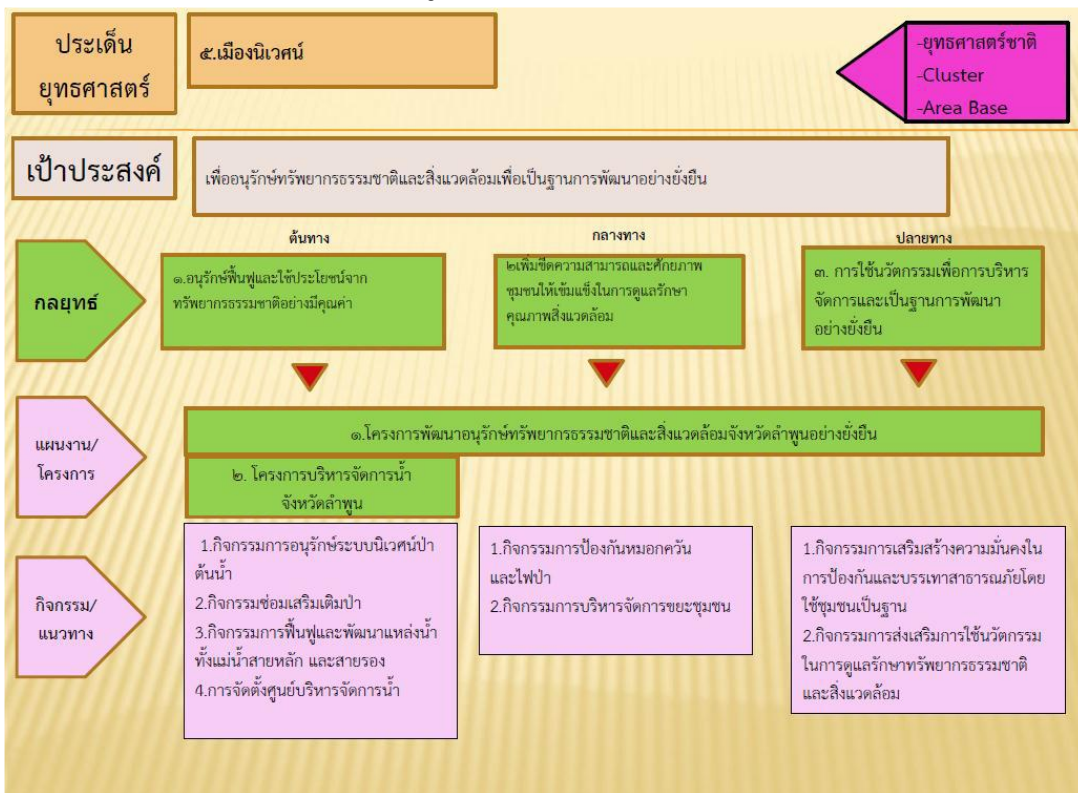 ประเด็น
ยุทธศาสตร์
๕.เมืองนิเวศน์
-ยุทธศาสตร์ชาติ
-Cluster
-Area Base
เป้าประสงค์
เพื่ออนุรักษ์ทรัพยากรธรรมชาติและสิ่งแวดล้อมเพื่อเป็นฐานการพัฒนาอย่างยั่งยืน
ต้นทาง
กลางทาง
ปลายทาง
กลยุทธ์
๑.อนุรักษ์ฟื้นฟูและใช้ประโยชน์จาก
ทรัพยากรธรรมชาติอย่างมีคุณค่า
๒เพิ่มขีดความสามารถและศักยภาพ
ชุมชนให้เข้มแข็งในการดูแลรักษา
คุณภาพสิ่งแวดล้อม
๓. การใช้นวัตกรรมเพื่อการบริหาร
จัดการและเป็นฐานการพัฒนา
อย่างยั่งยืน
แผนงาน/
โครงการ
๑.โครงการพัฒนาอนุรักษ์ทรัพยากรธรรมชาติและสิ่งแวดล้อมจังหวัดลำพูนอย่างยั่งยืน
๒. โครงการบริหารจัดการน้ำ
จังหวัดลำพูน
กิจกรรม/
แนวทาง
1.กิจกรรมการอนุรักษ์ระบบนิเวศน์ป่า
ต้นน้ำ
2.กิจกรรมซ่อมเสริมเติมป่า
3.กิจกรรมการฟื้นฟูและพัฒนาแหล่งน้ำ
ทั้งแม่น้ำสายหลัก และสายรอง
4.การจัดตั้งศูนย์บริหารจัดการน้ำ
1.กิจกรรมการป้องกันหมอกควัน
และไฟป่า
2.กิจกรรมการบริหารจัดการขยะชุมชน
1.กิจกรรมการเสริมสร้างความมั่นคงใน
การป้องกันและบรรเทาสาธารณภัยโดย
ใช้ชุมชนเป็นฐาน
2.กิจกรรมการส่งเสริมการใช้นวัตกรรม
ในการดูแลรักษาทรัพยากรธรรมชาติ
และสิ่งแวดล้อม